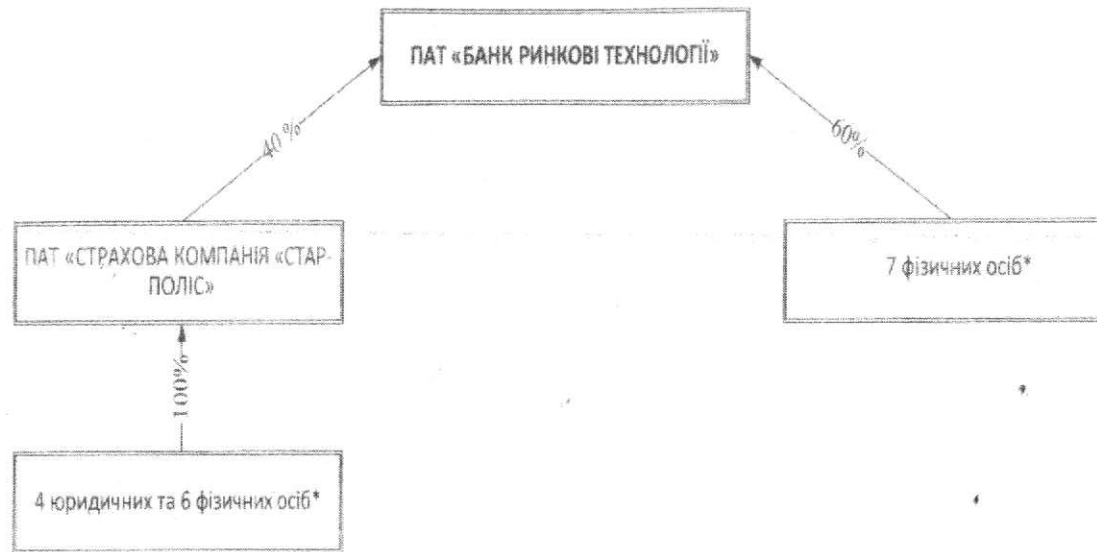 ПАТ «БАНК РИНКОВІ ТЕХНОЛОГІЇ»
40%
60%
ПАТ «СТРАХОВА КОМПАНІЯ «СТАР-
ПОЛІС»
7 фізичних осіб*
100%
4 юридичних та 6 фізичних осіб*